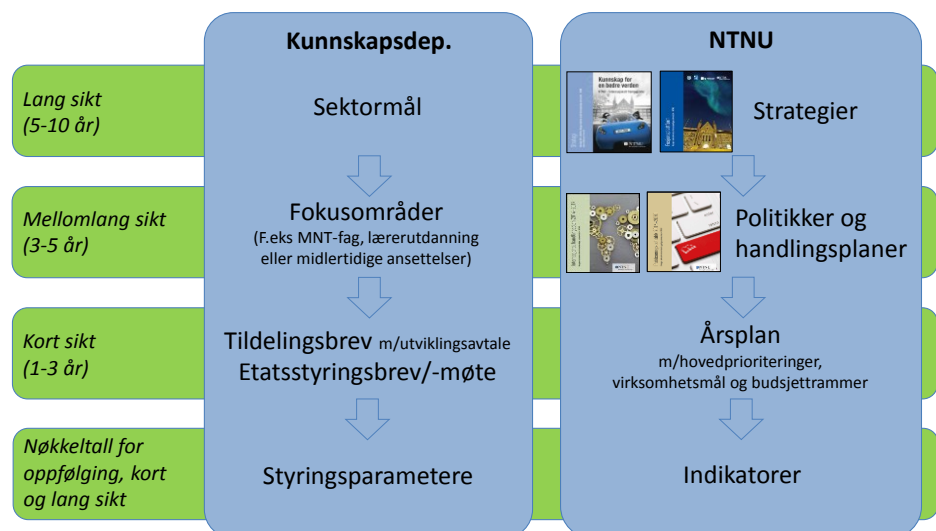 Kunnskapsdep.
NTNU
Lang sikt
(5-10 år)
Sektormål
Kunnskap for
en bedre verden
NTNU
Strategier
Mellomlang sikt
(3-5 år)
Fokusområder
(F.eks MNT-fag, lærerutdanning
eller midlertidige ansettelser)
Politikker og
handlingsplaner
Kort sikt
(1-3 år)
Tildelingsbrev m/utviklingsavtale
Etatsstyringsbrev/-møte
Årsplan
m/hovedprioriteringer,
virksomhetsmål og budsjettrammer
Nøkkeltall for
oppfølging, kort
og lang sikt
Styringsparametere
Indikatorer